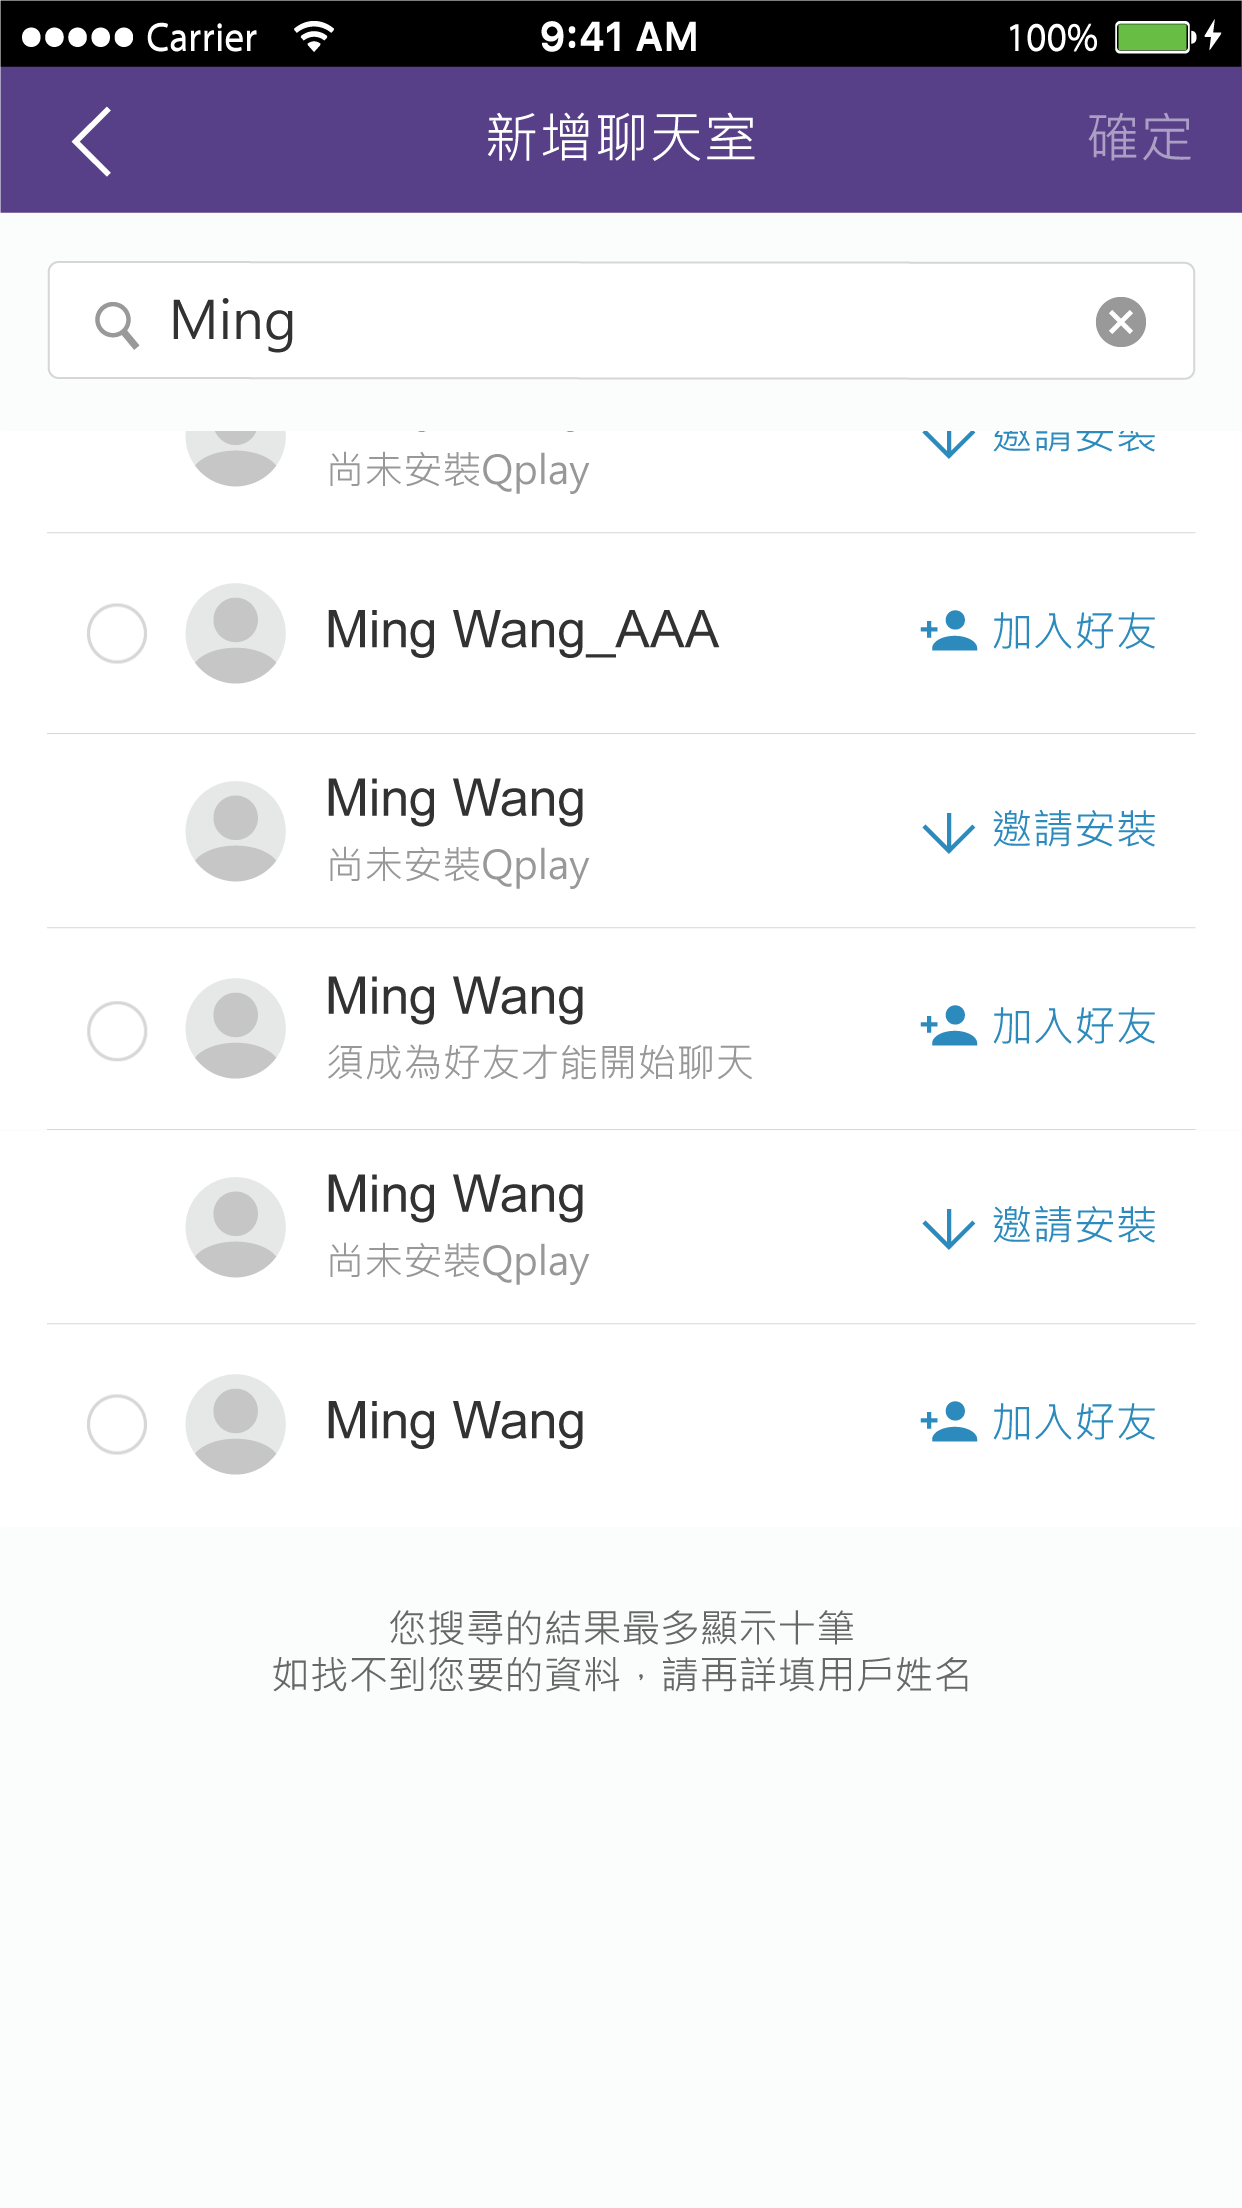 Carrier 9:41 AM 100%
新增聊天室 確定
Ming
邀請安裝
尚未安裝Qplay
Ming Wang_AAA 加入好友
Ming Wang
邀請安裝
尚未安裝Qplay
Ming Wang
加入好友
須成為好友才能開始聊天
Ming Wang
邀請安裝
尚未安裝Qplay
Ming Wang 加入好友
您搜尋的結果最多顯示十筆
如找不到您要的資料，請再詳填用戶姓名